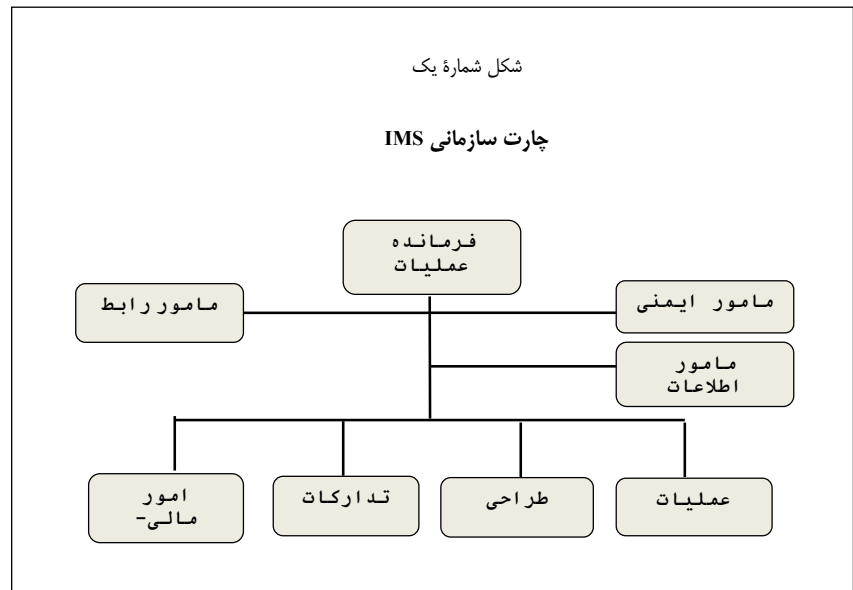 شکل شمارهٔ یک
چارت سازمانی IMS
فرمانده
عملیات
مامور ایمنی
مامور رابط
مامور
اطلاعات
عملیات
طراحی
تدارکات
امور
مالی-